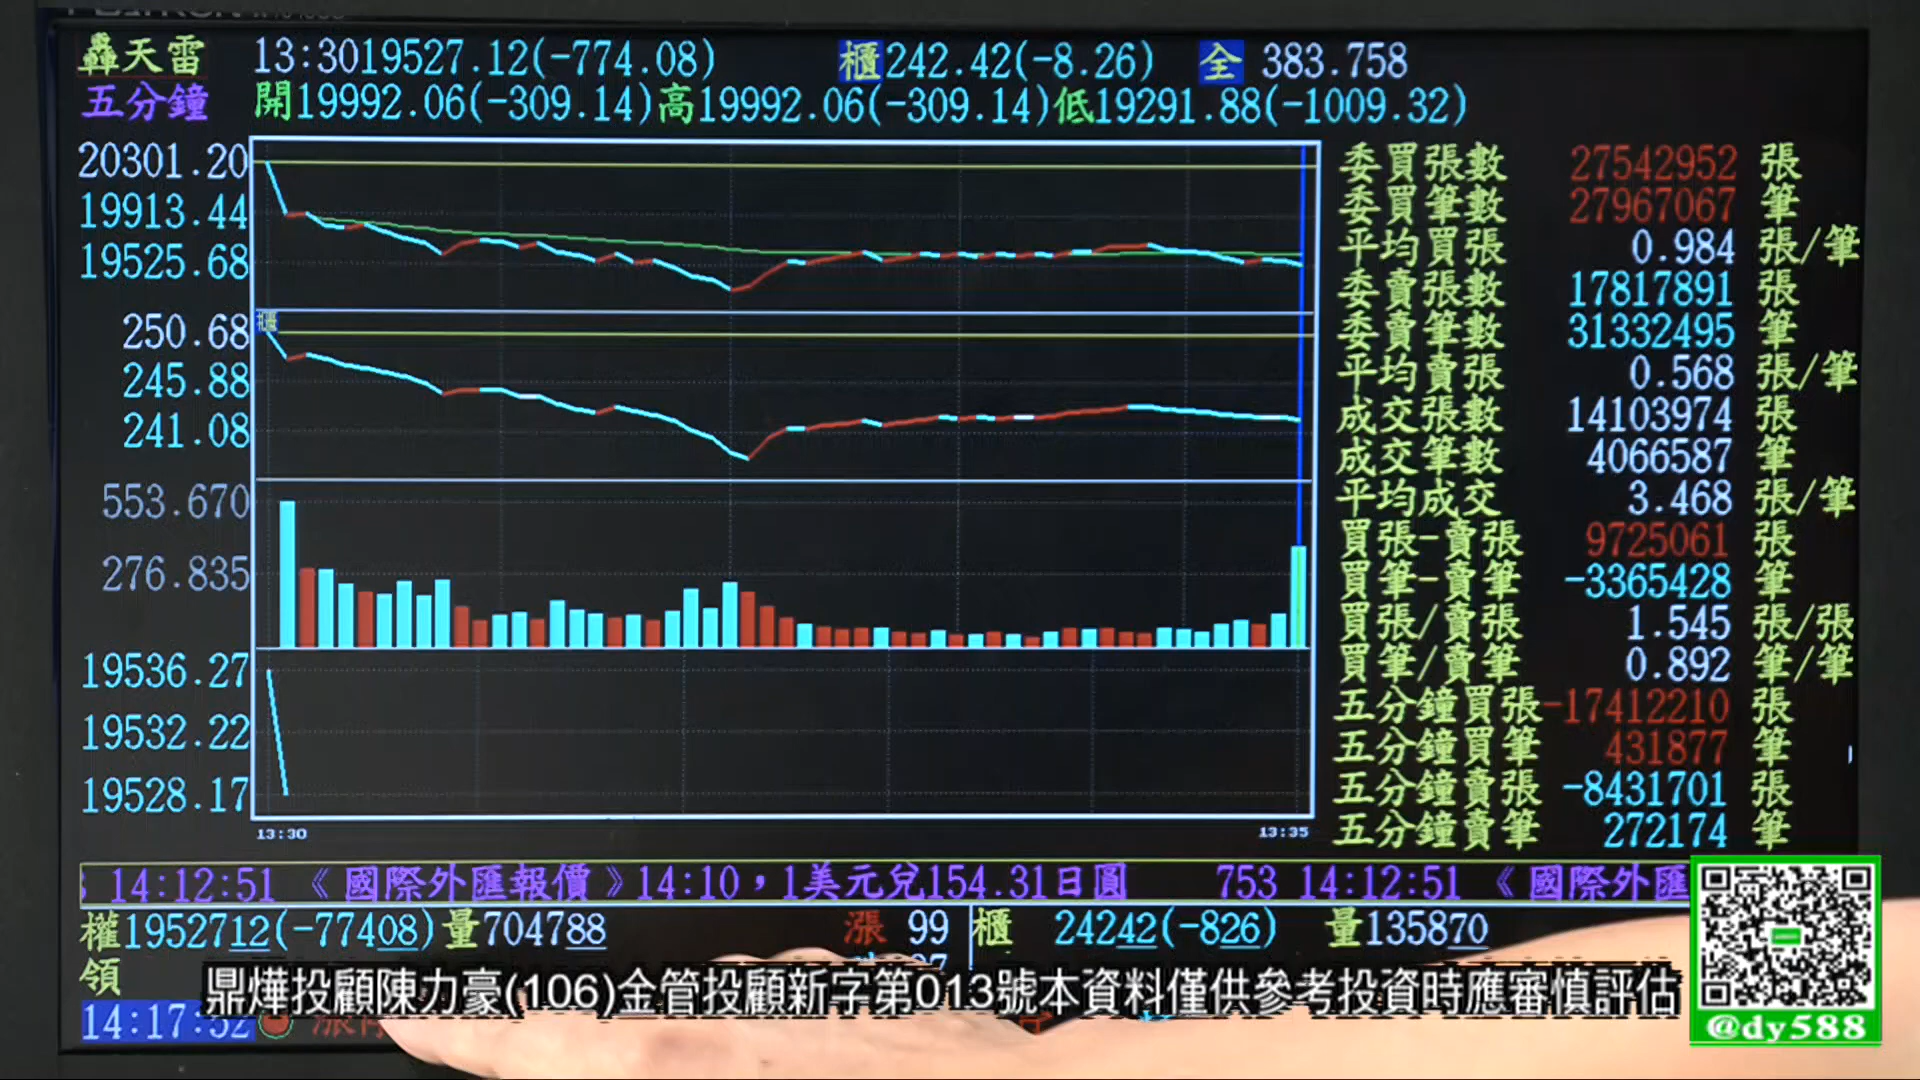 轟天雷 13:30 19527.12(-774.08) 櫃 242.42(-8.26) 全 383.758
五分鐘 開19992.06(-309.14)高19992.06(-309.14)低19291.88(-1009.32)
20301.20
19913.44
19525.68
櫃
250.68
245.88
241.08
553.670
276.835
19536.27
19532.22
19528.17
13:30 13:35
委買張數 27542952 張
委買筆數 27967067 筆
平均買張 0.984 張/筆
委賣張數 17817891 張
委賣筆數 31332495 筆
平均賣張 0.568 張/筆
成交張數 14103974 張
成交筆數 4066587 筆
平均成交 3.468 張/筆
買張-賣張 9725061 張
買筆-賣筆 -3365428 筆
買張/賣張 1.545 張/張
買筆/賣筆 0.892 筆/筆
五分鐘買張 -17412210 張
五分鐘買筆 431877 筆
五分鐘賣張 -8431701 張
五分鐘賣筆 272174 筆
14:12:51 《國際外匯報價》14:10，1美元兌154.31日圓 753 14:12:51 《國際外匯
權1952712(-77408)量704788 漲 99 櫃 24242(-826) 量135870
領
鼎燁投顧陳力豪(106)金管投顧新字第013號本資料僅供參考投資時應審慎評估
14:17:52
@dy588